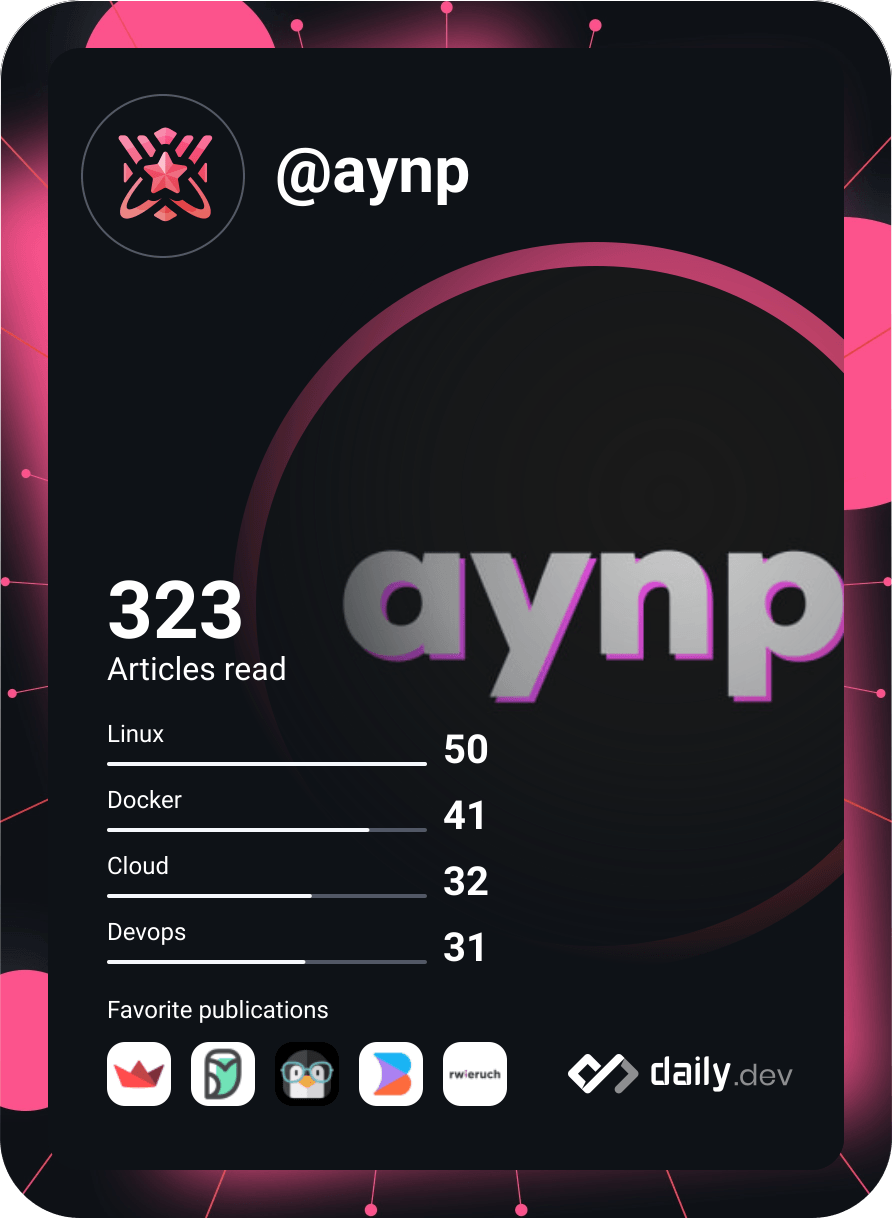 @aynp
aynp
323
Articles read
Linux
50
Docker
41
Cloud
32
Devops
31
Favorite publications
rwieruch
daily.dev